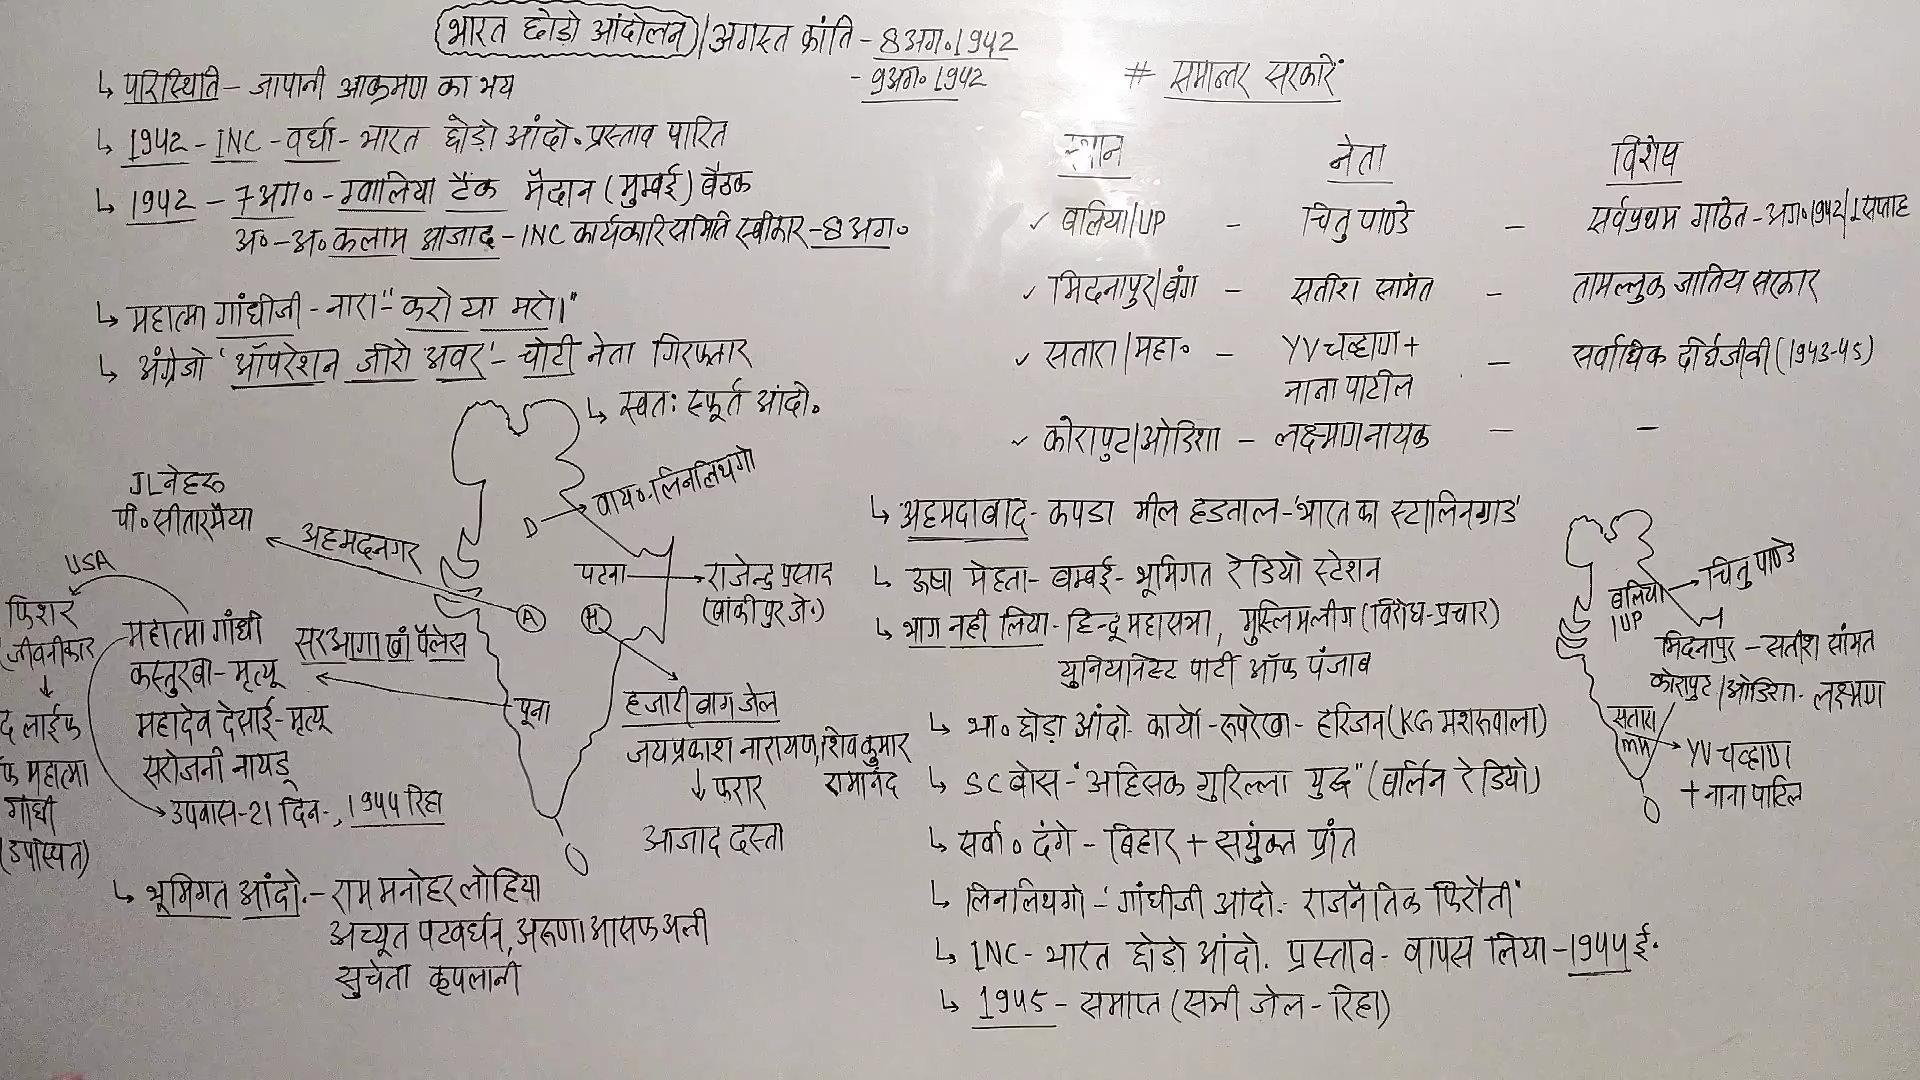 भारत छोड़ो आंदोलन / अगस्त क्रांति - 8 अग॰ 1942
- 9 अग॰ 1942
↳ परिस्थिति - जापानी आक्रमण का भय
↳ 1942 - INC - वर्धा - भारत छोड़ो आंदो॰ प्रस्ताव पारित
↳ 1942 - 7 अग॰ - ग्वालिया टैंक मैदान (मुम्बई) बैठक
अ॰ - अ॰ कलाम आजाद - INC कार्यकारि समिति स्वीकार - 8 अग॰
↳ महात्मा गांधीजी - नारा - "करो या मरो।"
↳ अंग्रेजो 'ऑपरेशन जीरो अवर' - चोटी नेता गिरफ्तार
↳ स्वतः स्फूर्त आंदो॰
D → वाय॰ लिनलिथगो
JL नेहरू
पी॰ सीतारमैया
अहमदनगर
A
H
पटना → राजेन्द्र प्रसाद
(बांकीपुर जे॰)
USA
फिशर
(जीवनीकार
↓
द लाईफ
महात्मा
गांधी
(उपस्थित)
महात्मा गांधी
कस्तुरबा - मृत्यू
महादेव देसाई - मृत्यू
सरोजनी नायडू
उपवास - 21 दिन -, 1944 रिहा
सर आगा खां पैलेस
पूना
हजारी बाग जेल
जयप्रकाश नारायण, शिव कुमार
↓ फरार रामानंद
आजाद दस्ता
↳ भूमिगत आंदो॰ - राम मनोहर लोहिया
अच्यूत पटवर्धन, अरूणा आसफ अली
सुचेता कृपलानी
# समान्तर सरकारें
स्थान नेता विशेष
✓ बलिया/UP - चितु पाण्डे - सर्वप्रथम गठित - अग॰ 1942/1 सप्ताह
✓ मिदनापुर/बंग - सतीश सामंत - तामल्लुक जातिय सरकार
✓ सतारा/महा॰ - YV चव्हाण + - सर्वाधिक दीर्घजीवी (1943-45)
नाना पाटील
✓ कोरापुट/ओडिशा - लक्ष्मण नायक - -
↳ अहमदाबाद - कपडा मील हडताल - 'भारत का स्टालिनग्राड'
↳ ऊषा मेहता - बम्बई - भूमिगत रेडियो स्टेशन
↳ भाग नही लिया - हिन्दू महासभा, मुस्लिम लीग (विरोध-प्रचार)
युनियानिस्ट पार्टी ऑफ पंजाब
↳ भा॰ छोड़ो आंदो. कार्यो - रूपरेखा - हरिजन (KG मशरूवाला)
↳ SC बोस - "अहिंसक गुरिल्ला युद्ध" (बर्लिन रेडियो)
↳ सर्वा॰ दंगे - बिहार + सयुंक्त प्रांत
↳ लिनलिथगो - 'गांधीजी आंदो. - राजनैतिक फिरौती'
↳ INC - भारत छोड़ो आंदो. प्रस्ताव - वापस लिया - 1944 ई.
↳ 1945 - समाप्त (सभी जेल - रिहा)
बलिया → चितु पाण्डे
/UP
मिदनापुर - सतीश सांमत
कोरापुट/ओडिशा - लक्ष्मण
सतारा
MH → YV चव्हाण
+ नाना पाटिल